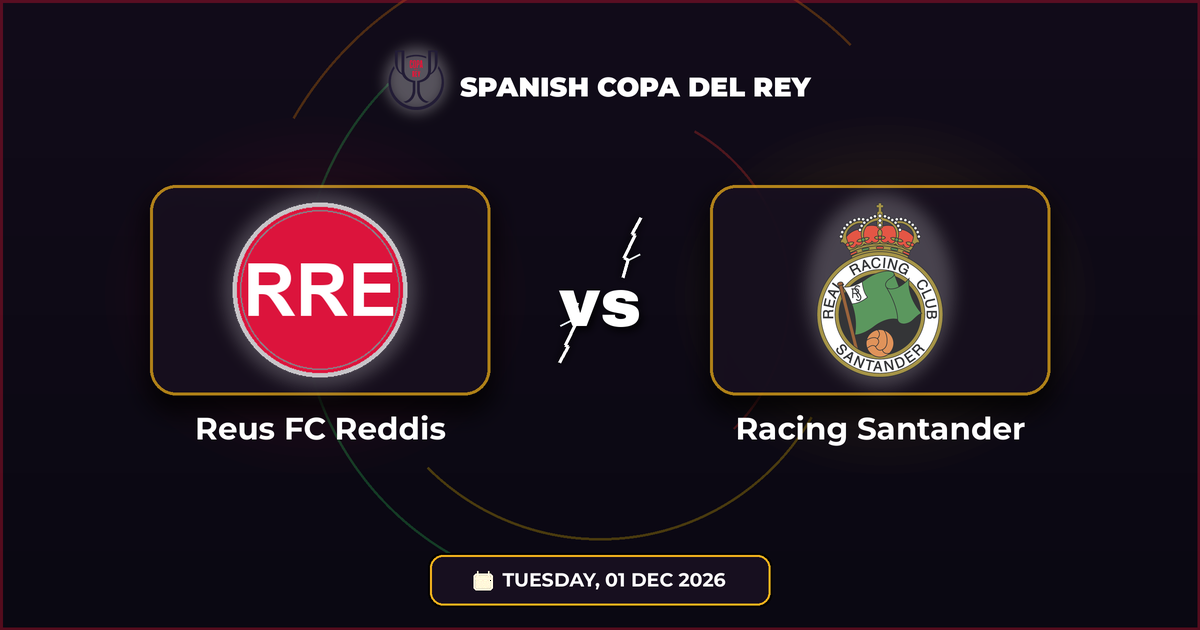 SPANISH COPA DEL REY
RRE
REAL RACING CLUB
SANTANDER
VS
Reus FC Reddis
Racing Santander
TUESDAY, 01 DEC 2026